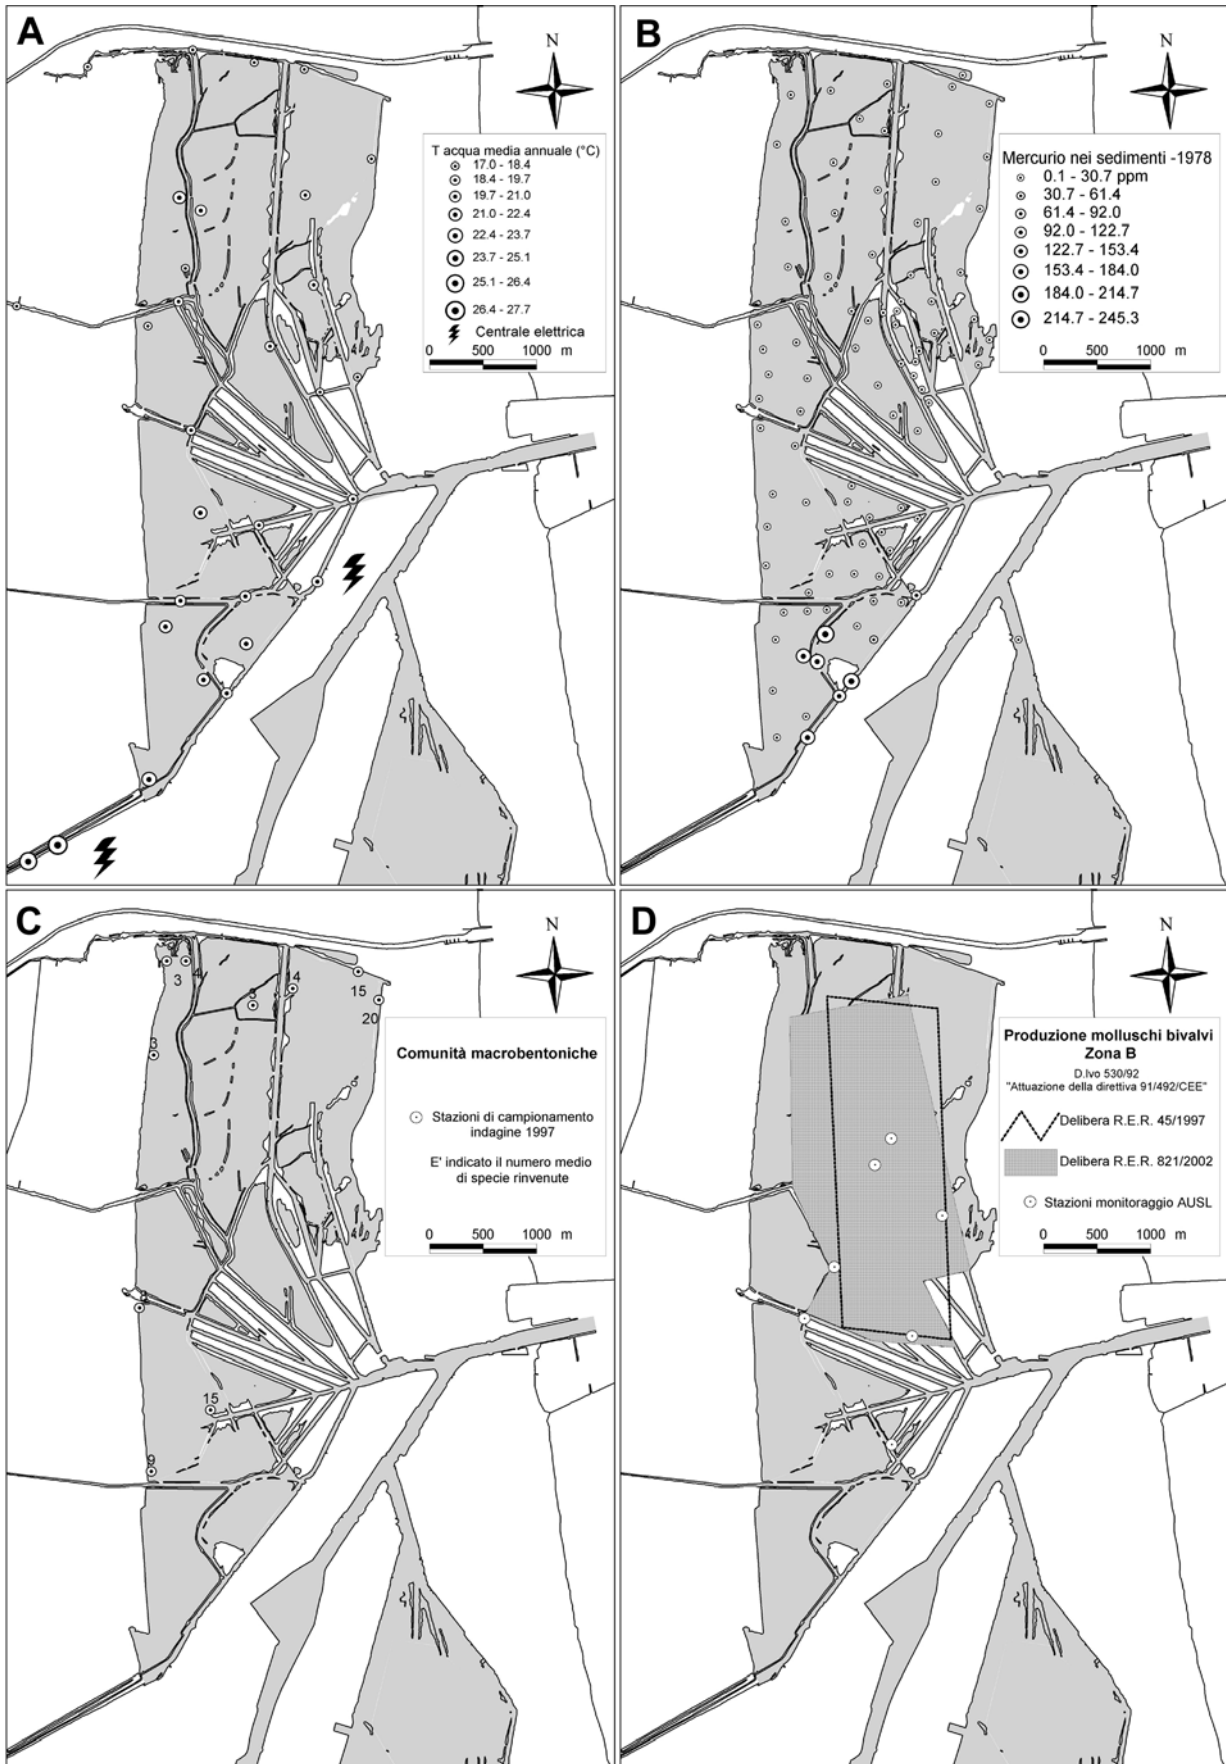 A
N
T acqua media annuale (°C)
17.0 - 18.4
18.4 - 19.7
19.7 - 21.0
21.0 - 22.4
22.4 - 23.7
23.7 - 25.1
25.1 - 26.4
26.4 - 27.7
Centrale elettrica
0 500 1000 m
B
N
Mercurio nei sedimenti -1978
0.1 - 30.7 ppm
30.7 - 61.4
61.4 - 92.0
92.0 - 122.7
122.7 - 153.4
153.4 - 184.0
184.0 - 214.7
214.7 - 245.3
0 500 1000 m
C
N
3
4
4
15
20
3
15
9
Comunità macrobentoniche
Stazioni di campionamento
indagine 1997
E' indicato il numero medio
di specie rinvenute
0 500 1000 m
D
N
Produzione molluschi bivalvi
Zona B
D.lvo 530/92
"Attuazione della direttiva 91/492/CEE"
Delibera R.E.R. 45/1997
Delibera R.E.R. 821/2002
Stazioni monitoraggio AUSL
0 500 1000 m